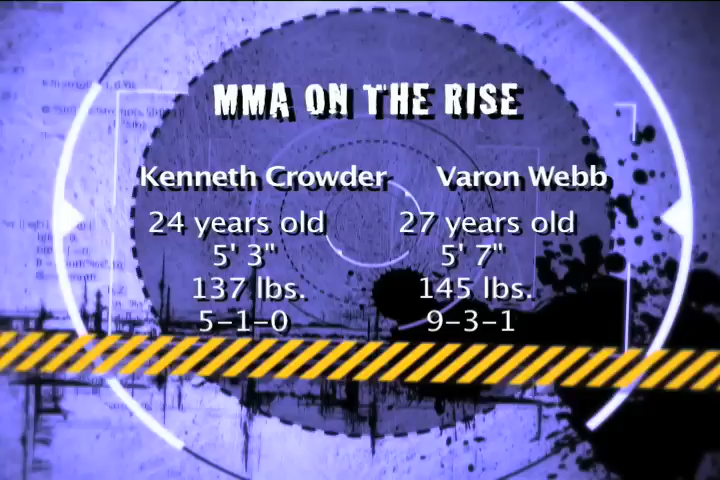 MMA ON THE RISE
Kenneth Crowder Varon Webb
24 years old 27 years old
5' 3" 5' 7"
137 lbs. 145 lbs.
5-1-0 9-3-1